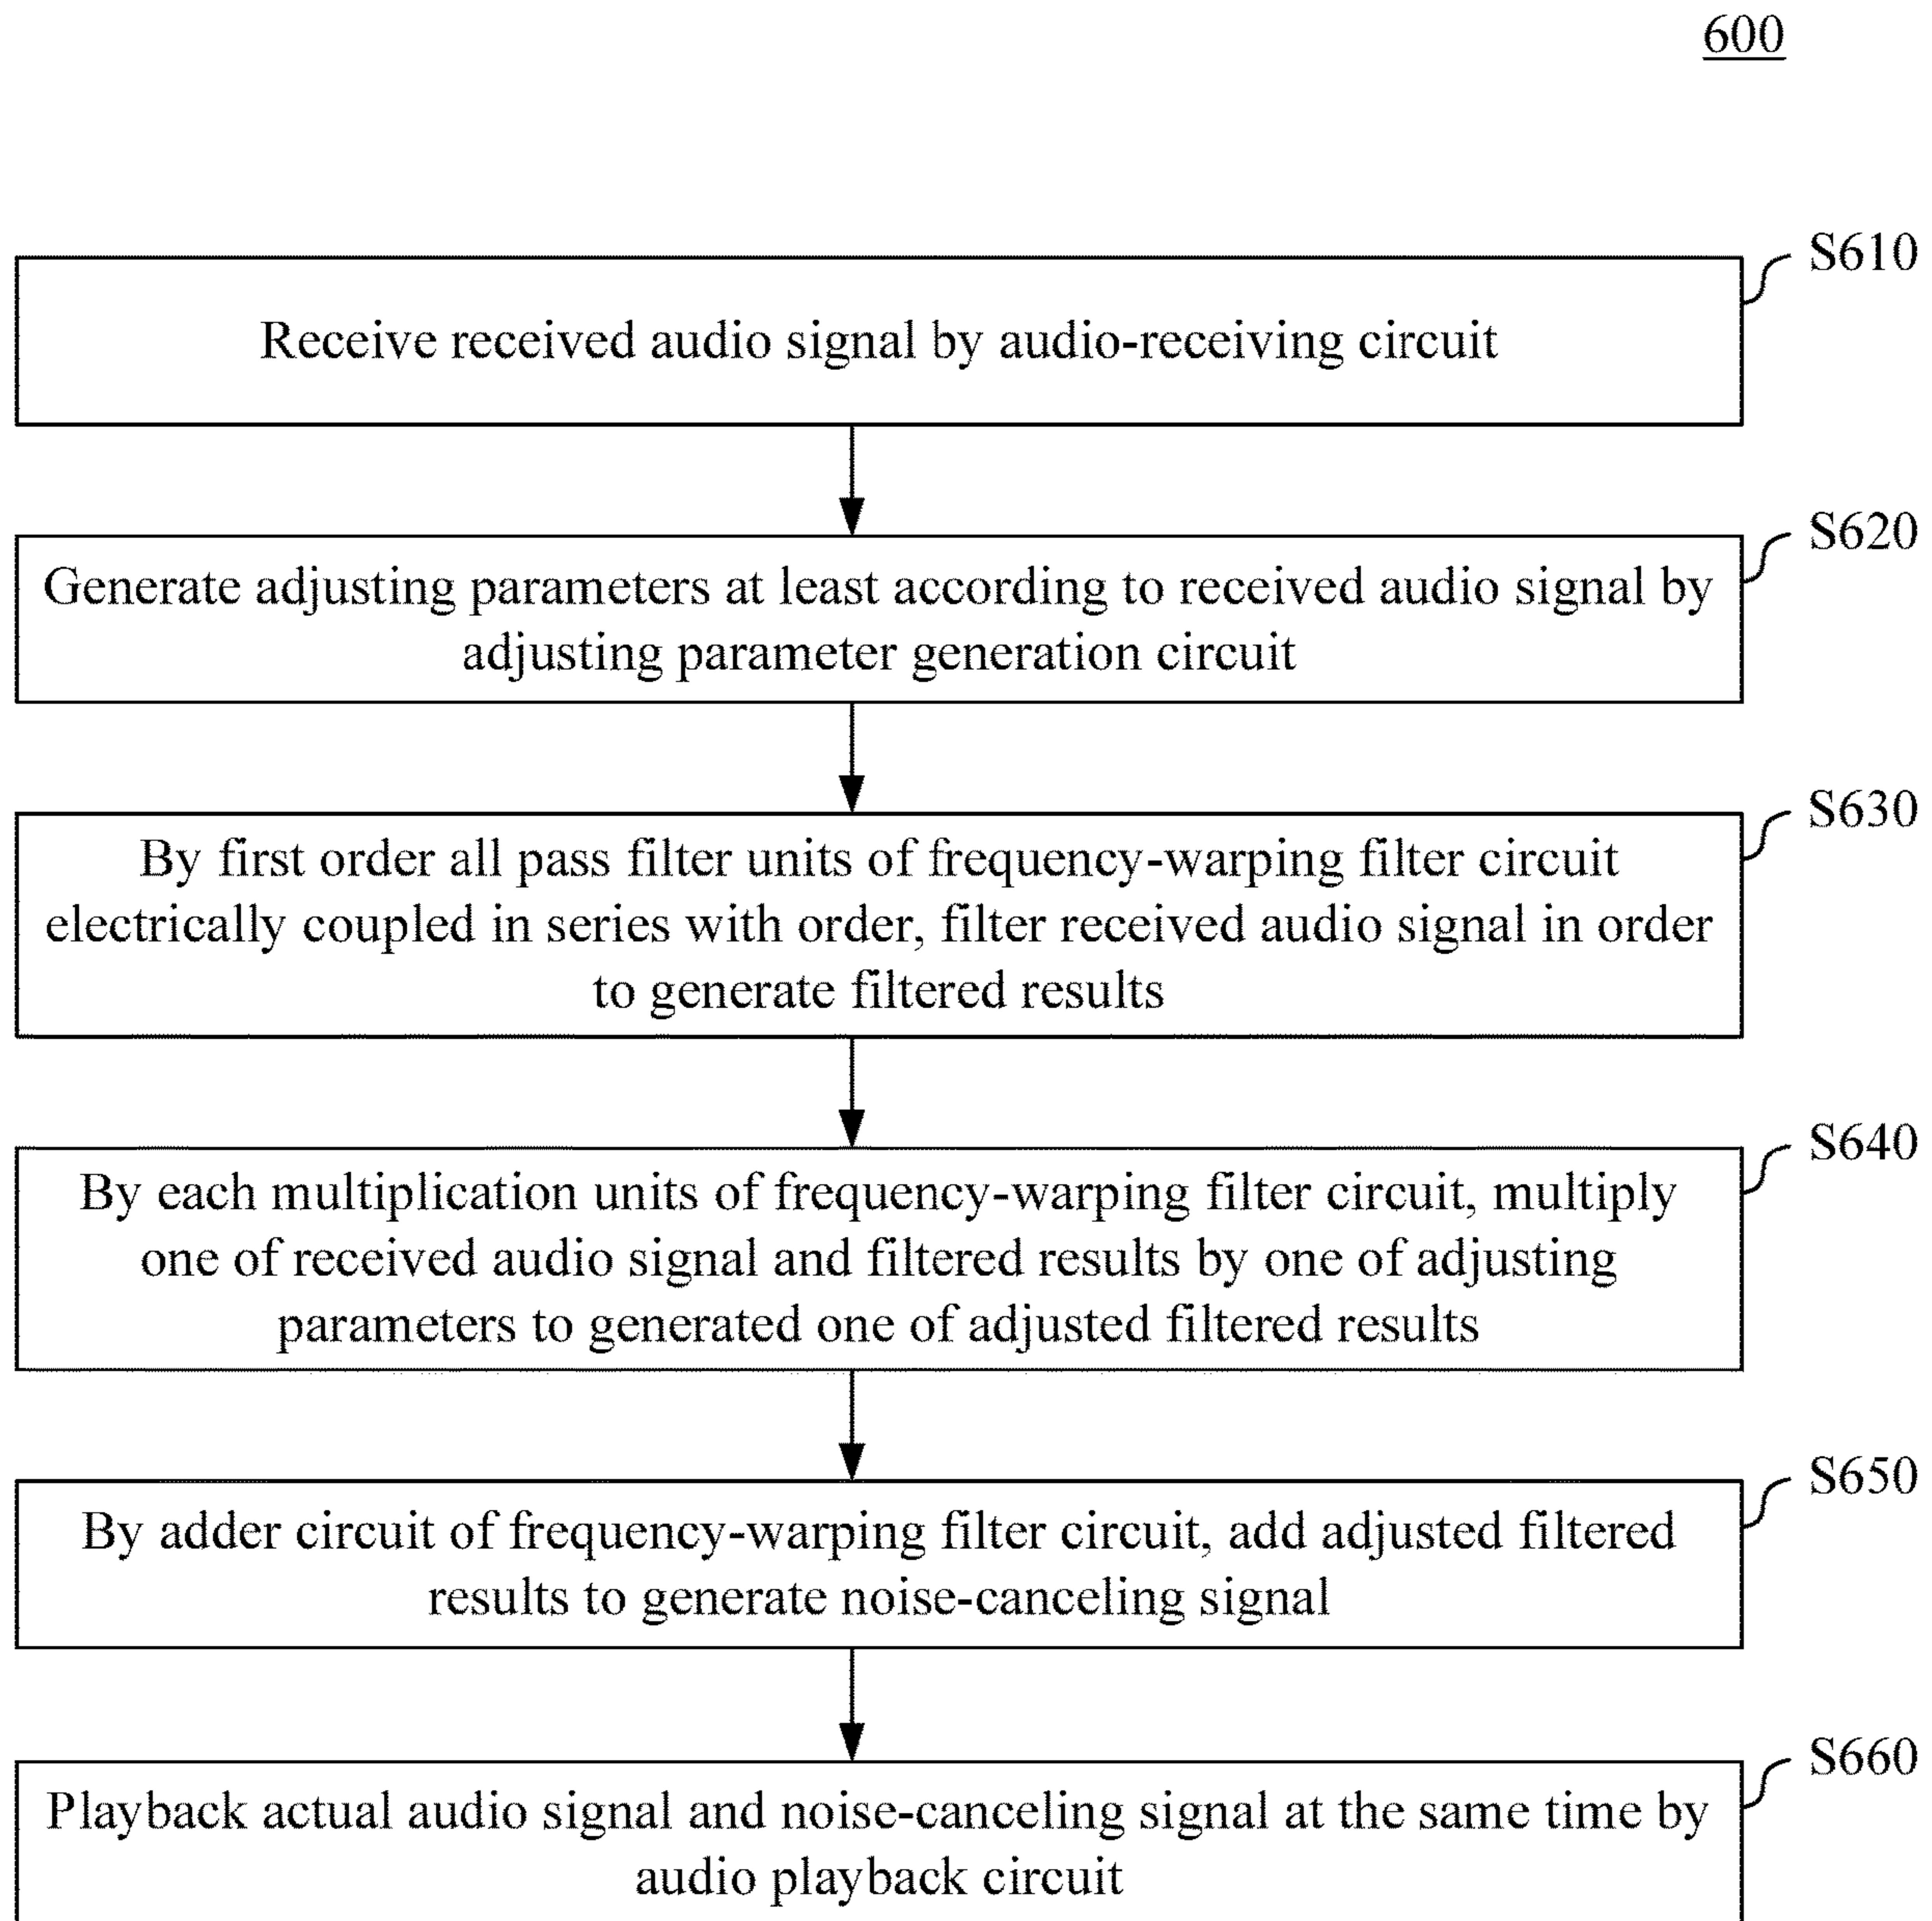 600
S610
Receive received audio signal by audio-receiving circuit
S620
Generate adjusting parameters at least according to received audio signal by
adjusting parameter generation circuit
S630
By first order all pass filter units of frequency-warping filter circuit
electrically coupled in series with order, filter received audio signal in order
to generate filtered results
S640
By each multiplication units of frequency-warping filter circuit, multiply
one of received audio signal and filtered results by one of adjusting
parameters to generated one of adjusted filtered results
S650
By adder circuit of frequency-warping filter circuit, add adjusted filtered
results to generate noise-canceling signal
S660
Playback actual audio signal and noise-canceling signal at the same time by
audio playback circuit